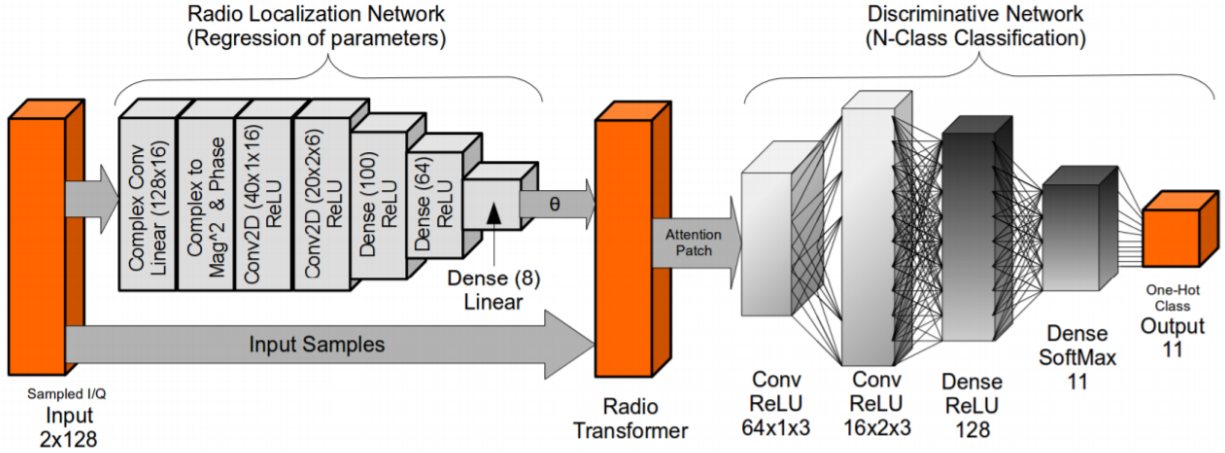 Radio Localization Network
(Regression of parameters)
Discriminative Network
(N-Class Classification)
Complex Conv
Linear (128x16)
Complex to
Mag^2 & Phase
Conv2D (40x1x16)
ReLU
Conv2D (20x2x6)
ReLU
Dense (100)
ReLU
Dense (64)
ReLU
Dense (8)
Linear
θ
Input Samples
Sampled I/Q
Input
2x128
Radio
Transformer
Attention
Patch
Conv
ReLU
64x1x3
Conv
ReLU
16x2x3
Dense
ReLU
128
Dense
SoftMax
11
One-Hot
Class
Output
11